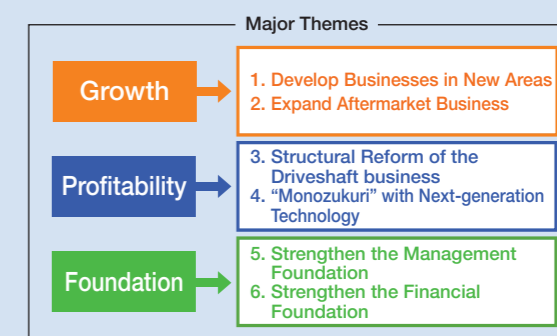 Major Themes
Growth
1. Develop Businesses in New Areas
2. Expand Aftermarket Business
Profitability
3. Structural Reform of the
Driveshaft business
4. “Monozukuri” with Next-generation
Technology
Foundation
5. Strengthen the Management
Foundation
6. Strengthen the Financial
Foundation